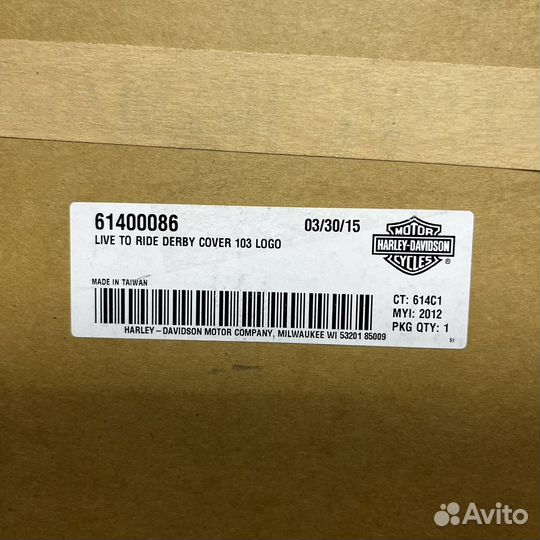 61400086 03/30/15
LIVE TO RIDE DERBY COVER 103 LOGO
MOTOR
HARLEY-DAVIDSON
CYCLES
®
MADE IN TAIWAN
CT: 614C1
MYI: 2012
PKG QTY: 1
HARLEY-DAVIDSON MOTOR COMPANY, MILWAUKEE WI 53201 85009
51
Avito